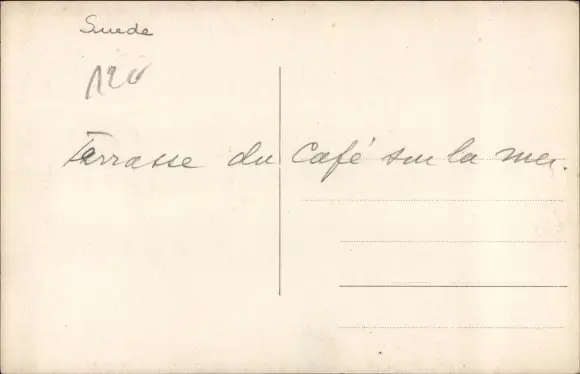 Suede
120
Terrasse du Café sur la mer.